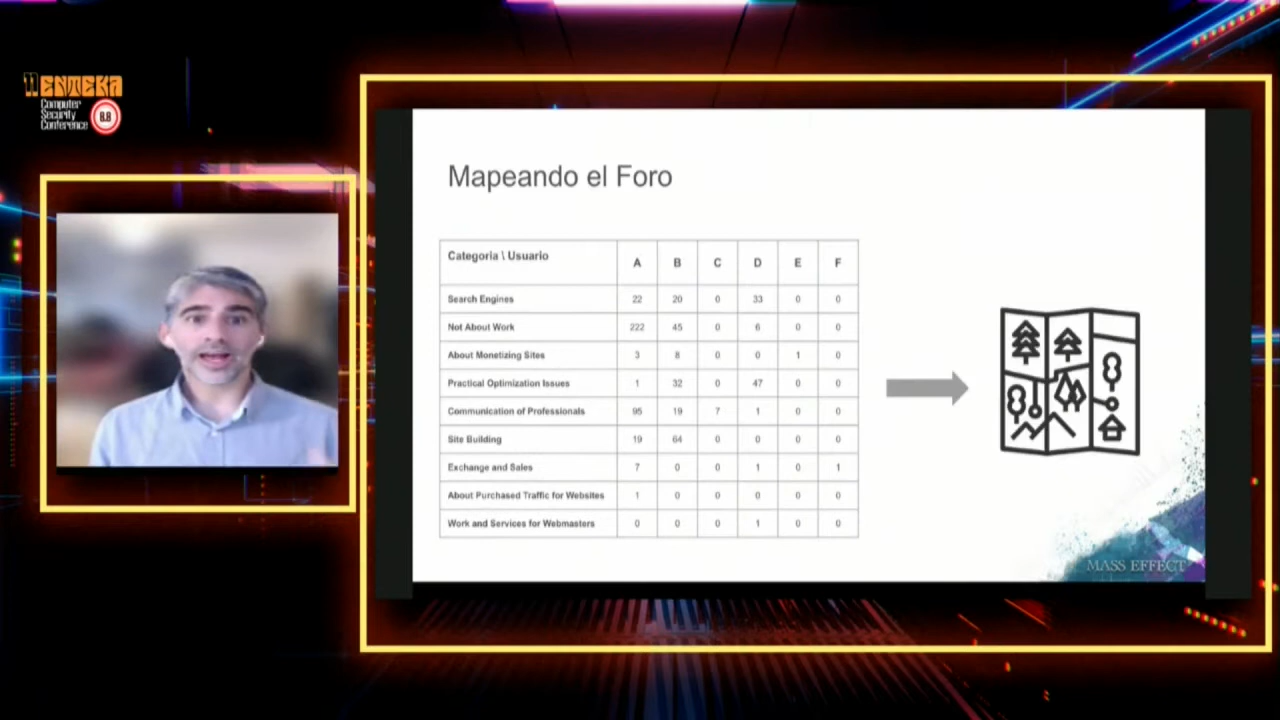 11 ENTEKA
Computer
Security
Conference
8.8
Mapeando el Foro
Categoria \ Usuario A B C D E F
Search Engines 22 20 0 33 0 0
Not About Work 222 45 0 6 0 0
About Monetizing Sites 3 8 0 0 1 0
Practical Optimization Issues 1 32 0 47 0 0
Communication of Professionals 95 19 7 1 0 0
Site Building 19 64 0 0 0 0
Exchange and Sales 7 0 0 1 0 1
About Purchased Traffic for Websites 1 0 0 0 0 0
Work and Services for Webmasters 0 0 0 1 0 0
MASS EFFECT